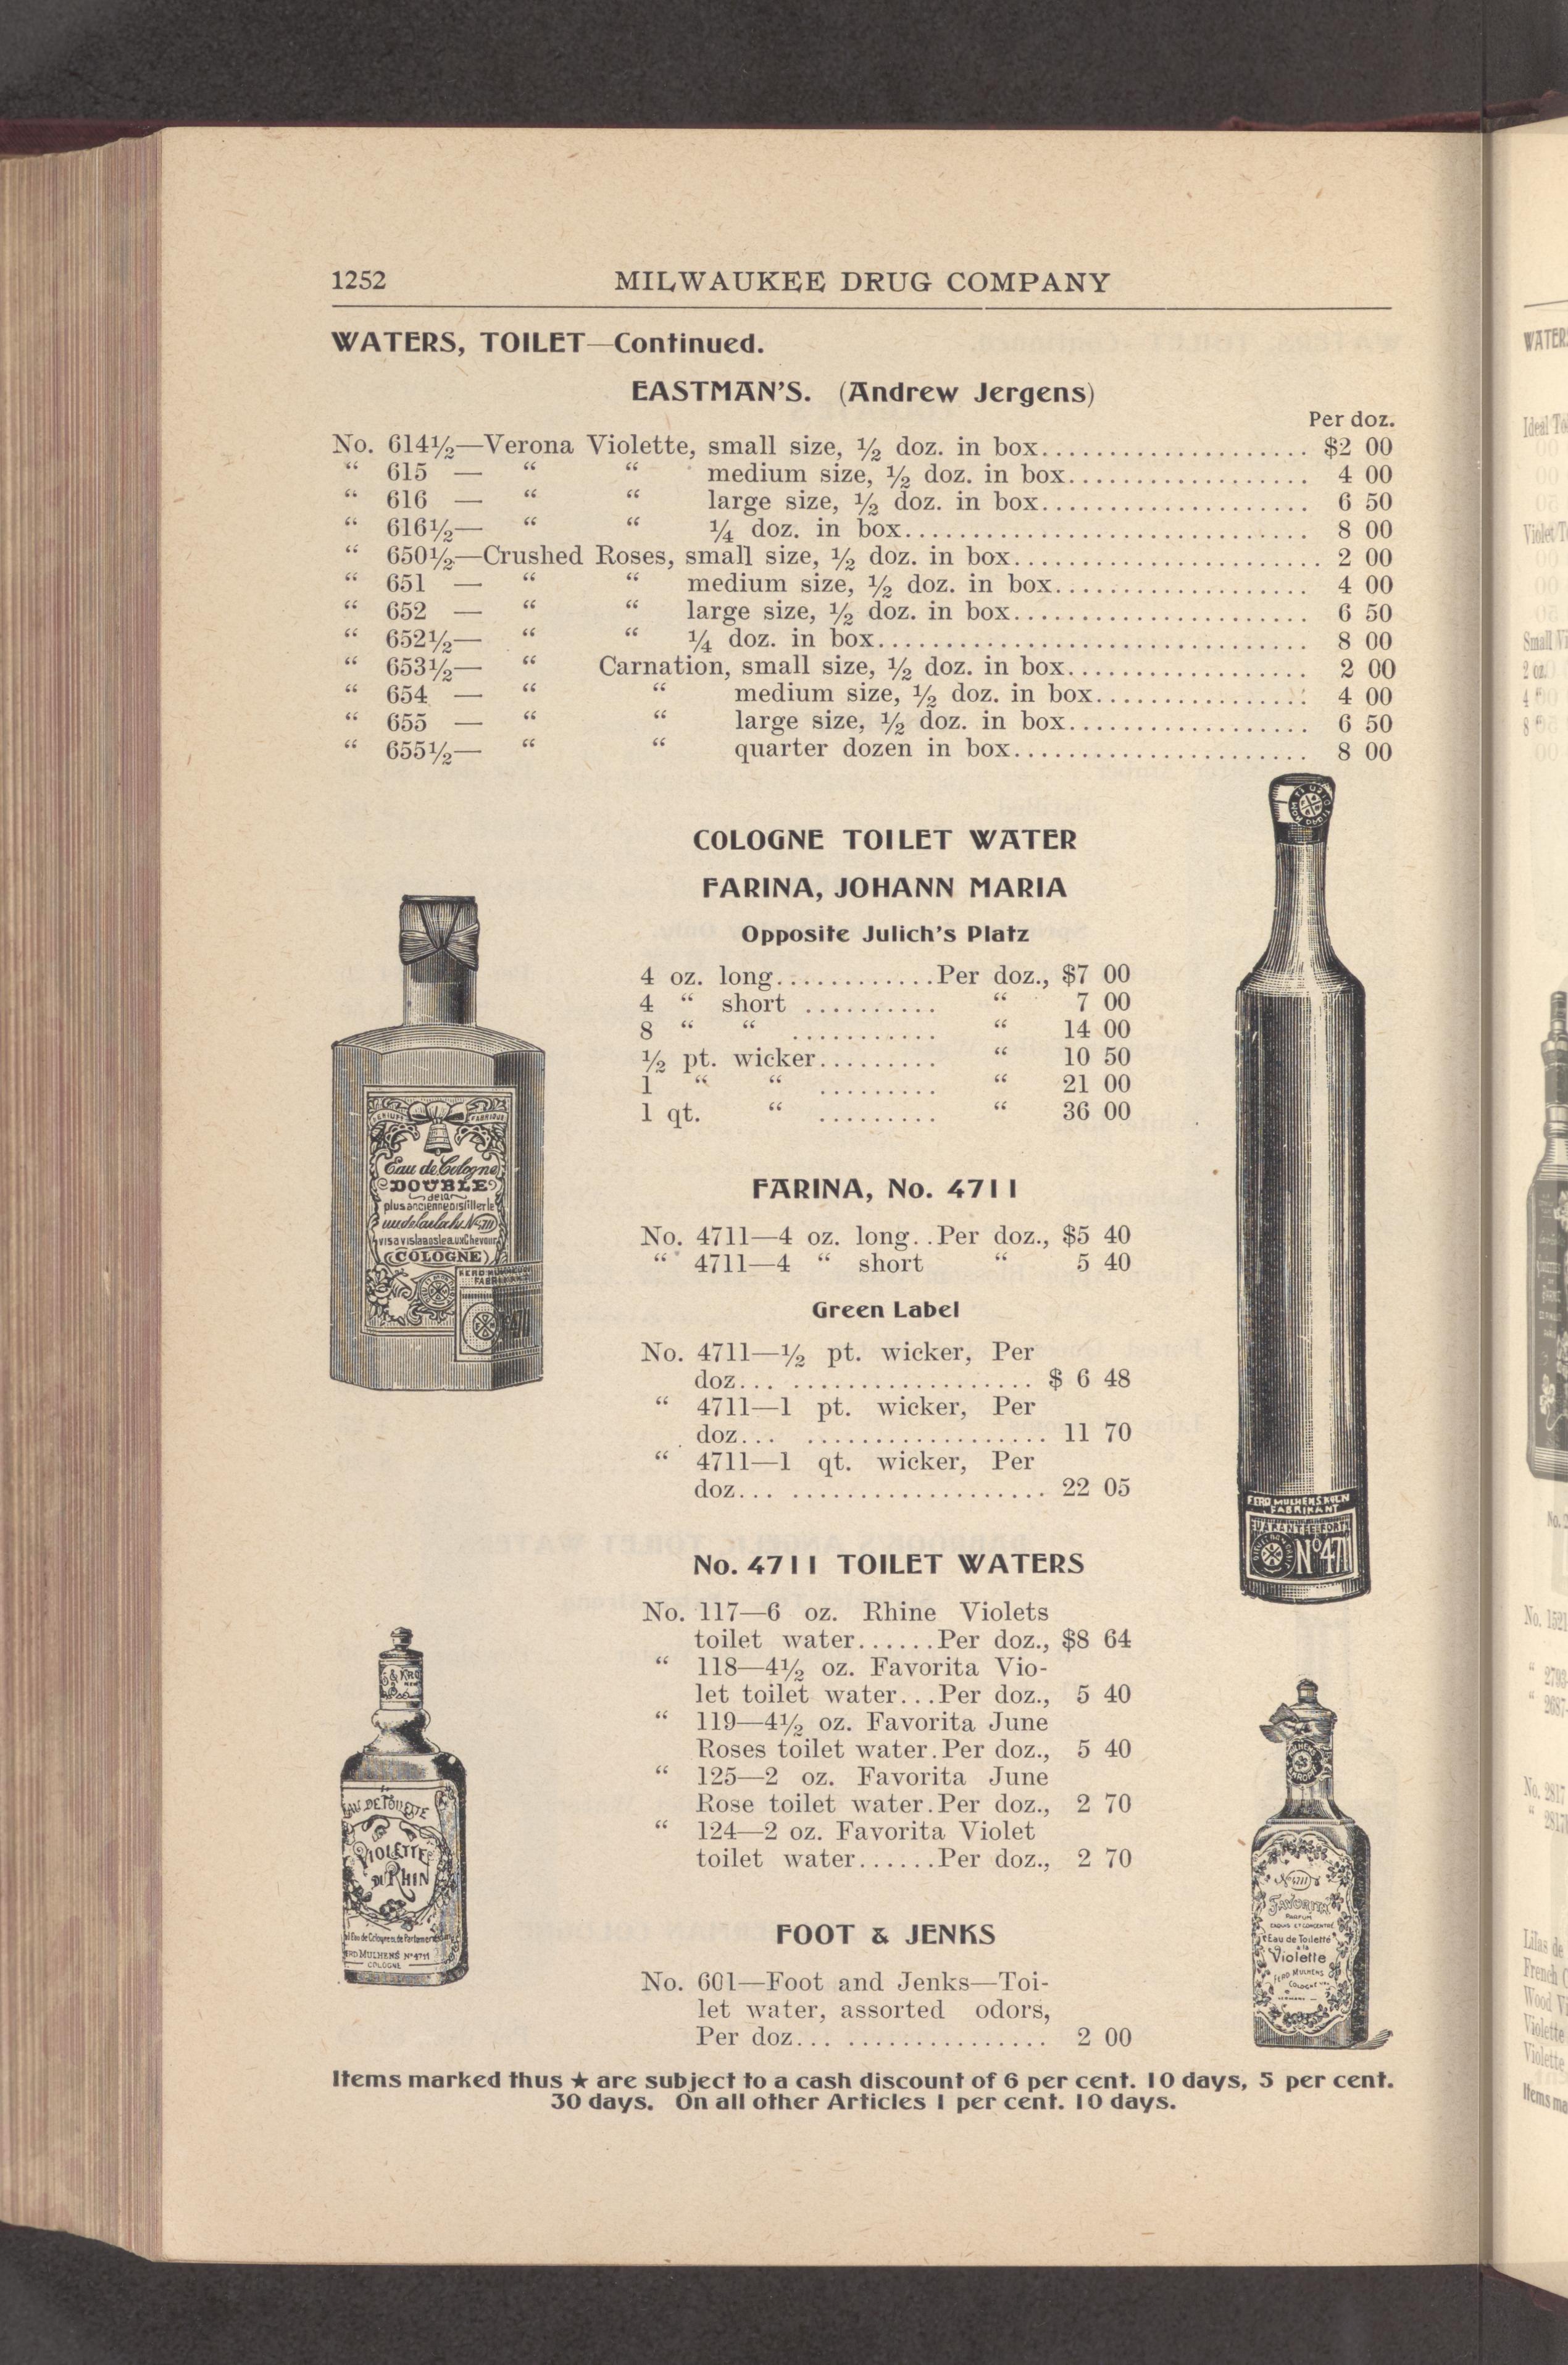 1252 MILWAUKEE DRUG COMPANY
WATERS, TOILET—Continued.
EASTMAN'S. (Andrew Jergens)
Per doz.
No. 614½—Verona Violette, small size, ½ doz. in box.................... $2 00
“ 615 — “ “ medium size, ½ doz. in box.................. 4 00
“ 616 — “ “ large size, ½ doz. in box.................... 6 50
“ 616½— “ “ ¼ doz. in box.............................. 8 00
“ 650½—Crushed Roses, small size, ½ doz. in box....................... 2 00
“ 651 — “ “ medium size, ½ doz. in box................... 4 00
“ 652 — “ “ large size, ½ doz. in box...................... 6 50
“ 652½— “ “ ¼ doz. in box................................ 8 00
“ 653½— “ Carnation, small size, ½ doz. in box.................. 2 00
“ 654 — “ “ medium size, ½ doz. in box................ 4 00
“ 655 — “ “ large size, ½ doz. in box.................. 6 50
“ 655½— “ “ quarter dozen in box...................... 8 00
COLOGNE TOILET WATER
FARINA, JOHANN MARIA
Opposite Julich's Platz
4 oz. long............Per doz., $7 00
4 “ short .......... “ 7 00
8 “ “ ........... “ 14 00
½ pt. wicker......... “ 10 50
1 “ “ ......... “ 21 00
1 qt. “ ......... “ 36 00
Eau de Cologne
DOUBLE
de la
plus ancienne Distillerie
COLOGNE
FARINA, No. 4711
No. 4711—4 oz. long..Per doz., $5 40
“ 4711—4 “ short “ 5 40
Green Label
No. 4711—½ pt. wicker, Per
doz... .................. $ 6 48
“ 4711—1 pt. wicker, Per
doz... .................. 11 70
“ 4711—1 qt. wicker, Per
doz... ................... 22 05
FERD MULHENS KOLN
FABRIKANT
No 4711
No. 4711 TOILET WATERS
No. 117—6 oz. Rhine Violets
toilet water......Per doz., $8 64
“ 118—4½ oz. Favorita Vio-
let toilet water...Per doz., 5 40
“ 119—4½ oz. Favorita June
Roses toilet water.Per doz., 5 40
“ 125—2 oz. Favorita June
Rose toilet water.Per doz., 2 70
“ 124—2 oz. Favorita Violet
toilet water......Per doz., 2 70
EAU DE TOILETTE
VIOLETTE
DU RHIN
MULHENS No 4711
COLOGNE
No 4711
FAVORITA
PARFUM
Eau de Toilette
Violette
FERD MULHENS
COLOGNE
FOOT & JENKS
No. 601—Foot and Jenks—Toi-
let water, assorted odors,
Per doz... ............... 2 00
Items marked thus ★ are subject to a cash discount of 6 per cent. 10 days, 5 per cent.
30 days. On all other Articles 1 per cent. 10 days.